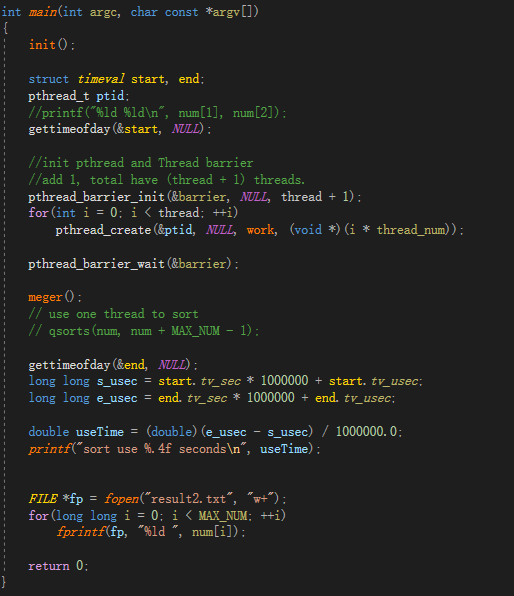 int main(int argc, char const *argv[])
{
    init();

    struct timeval start, end;
    pthread_t ptid;
    //printf("%ld %ld\n", num[1], num[2]);
    gettimeofday(&start, NULL);

    //init pthread and Thread barrier
    //add 1, total have (thread + 1) threads.
    pthread_barrier_init(&barrier, NULL, thread + 1);
    for(int i = 0; i < thread; ++i)
        pthread_create(&ptid, NULL, work, (void *)(i * thread_num));

    pthread_barrier_wait(&barrier);

    meger();
    // use one thread to sort
    // qsorts(num, num + MAX_NUM - 1);

    gettimeofday(&end, NULL);
    long long s_usec = start.tv_sec * 1000000 + start.tv_usec;
    long long e_usec = end.tv_sec * 1000000 + end.tv_usec;

    double useTime = (double)(e_usec - s_usec) / 1000000.0;
    printf("sort use %.4f seconds\n", useTime);


    FILE *fp = fopen("result2.txt", "w+");
    for(long long i = 0; i < MAX_NUM; ++i)
        fprintf(fp, "%ld ", num[i]);

    return 0;
}